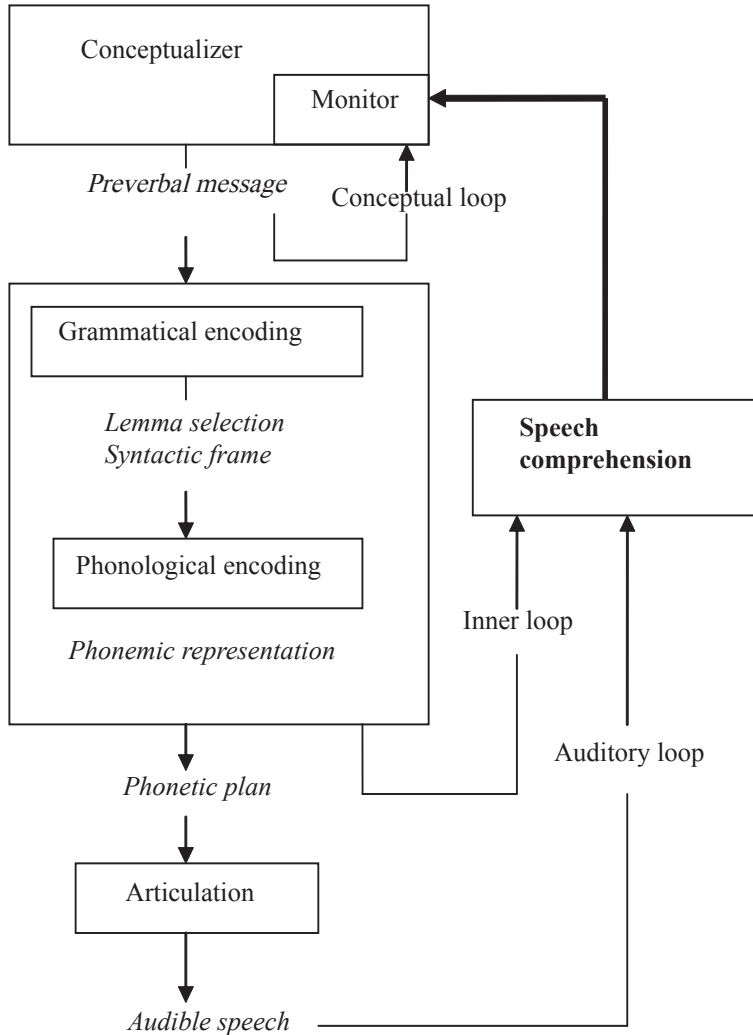 Conceptualizer
Monitor
Preverbal message
Conceptual loop
Grammatical encoding
Lemma selection
Syntactic frame
Speech
comprehension
Phonological encoding
Inner loop
Phonemic representation
Auditory loop
Phonetic plan
Articulation
Audible speech